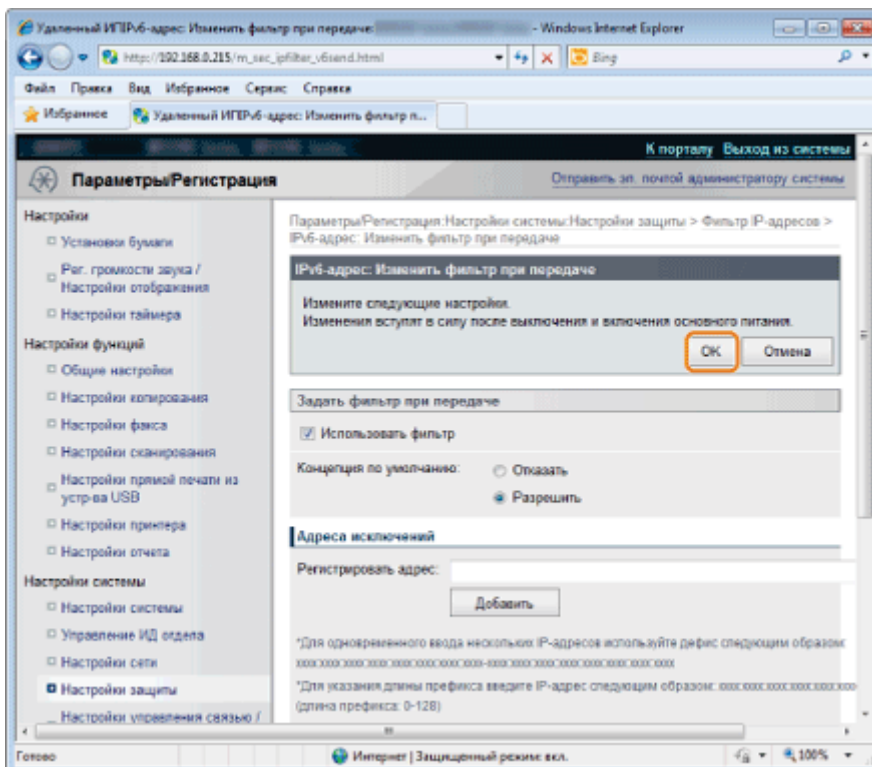 Удаленный ИПIPv6-адрес: Изменить фильтр при передаче: - Windows Internet Explorer
http://192.168.0.215/m_sec_ipfilter_v6send.html
Bing
Файл Правка Вид Избранное Сервис Справка
Избранное
Удаленный ИПIPv6-адрес: Изменить фильтр п...
К порталу Выход из системы
Параметры/Регистрация
Отправить эл. почтой администратору системы
Настройки
Установки бумаги
Рег. громкости звука /
Настройки отображения
Настройки таймера
Настройки функций
Общие настройки
Настройки копирования
Настройки факса
Настройки сканирования
Настройки прямой печати из
устр-ва USB
Настройки принтера
Настройки отчета
Настройки системы
Настройки системы
Управление ИД отдела
Настройки сети
Настройки защиты
Настройки управления связью /
Параметры/Регистрация:Настройки системы:Настройки защиты > Фильтр IP-адресов >
IPv6-адрес: Изменить фильтр при передаче
IPv6-адрес: Изменить фильтр при передаче
Измените следующие настройки.
Изменения вступят в силу после выключения и включения основного питания.
OK Отмена
Задать фильтр при передаче
Использовать фильтр
Концепция по умолчанию: Отказать
Разрешить
Адреса исключений
Регистрировать адрес:
Добавить
*Для одновременного ввода нескольких IP-адресов используйте дефис следующим образом:
*Для указания длины префикса введите IP-адрес следующим образом:
(длина префикса: 0-128)
Готово
Интернет | Защищенный режим: вкл.
100%